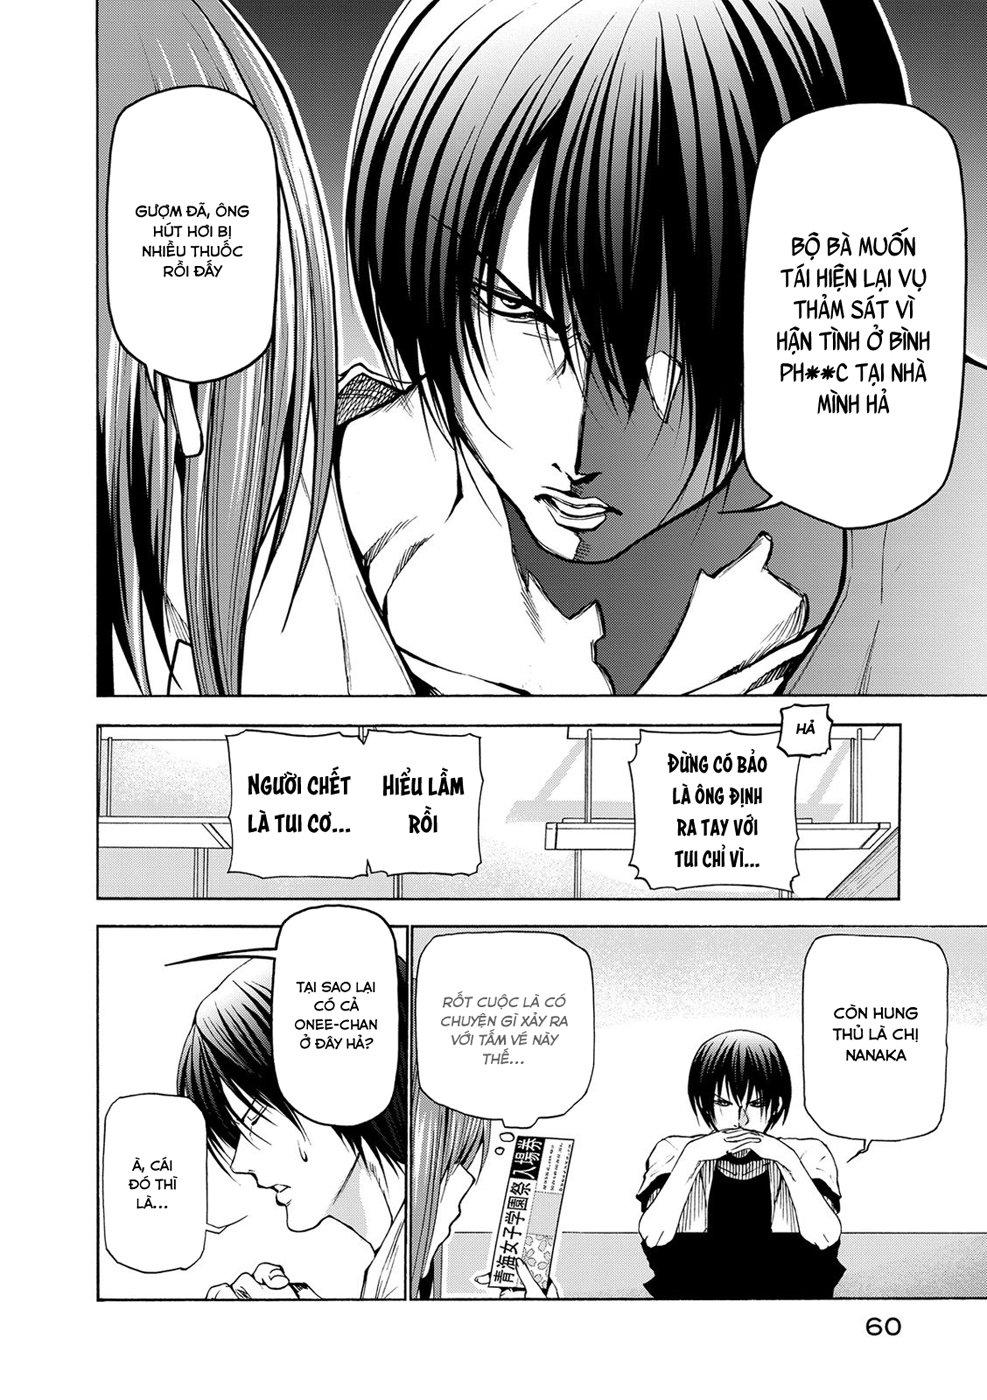 BỘ BÀ MUỐN
TÁI HIỆN LẠI VỤ
THẢM SÁT VÌ
HẬN TÌNH Ở BÌNH
PH**C TẠI NHÀ
MÌNH HẢ
GƯỢM ĐÃ, ÔNG
HÚT HƠI BỊ
NHIỀU THUỐC
RỒI ĐẤY
HẢ
ĐỪNG CÓ BẢO
LÀ ÔNG ĐỊNH
RA TAY VỚI
TUI CHỈ VÌ...
HIỂU LẦM
RỒI
NGƯỜI CHẾT
LÀ TUI CƠ...
CÒN HUNG
THỦ LÀ CHỊ
NANAKA
RỐT CUỘC LÀ CÓ
CHUYỆN GÌ XẢY RA
VỚI TẤM VÉ NÀY
THẾ...
青海女子学園祭 入場券
TẠI SAO LẠI
CÓ CẢ
ONEE-CHAN
Ở ĐÂY HẢ?
À, CÁI
ĐÓ THÌ
LÀ...
60